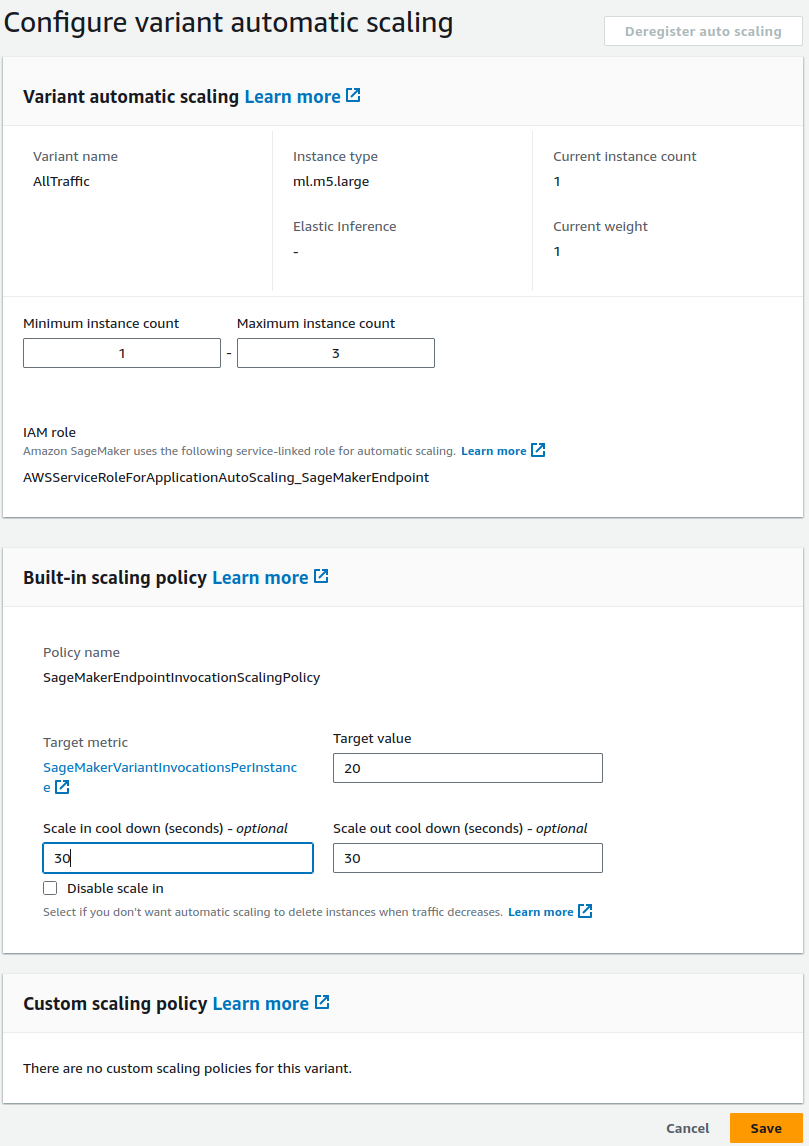 Configure variant automatic scaling
Deregister auto scaling
Variant automatic scaling Learn more
Variant name
AllTraffic
Instance type
ml.m5.large
Elastic Inference
-
Current instance count
1
Current weight
1
Minimum instance count
1
-
Maximum instance count
3
IAM role
Amazon SageMaker uses the following service-linked role for automatic scaling. Learn more
AWSServiceRoleForApplicationAutoScaling_SageMakerEndpoint
Built-in scaling policy Learn more
Policy name
SageMakerEndpointInvocationScalingPolicy
Target metric
SageMakerVariantInvocationsPerInstanc
e
Target value
20
Scale in cool down (seconds) - optional
30
Scale out cool down (seconds) - optional
30
Disable scale in
Select if you don't want automatic scaling to delete instances when traffic decreases. Learn more
Custom scaling policy Learn more
There are no custom scaling policies for this variant.
Cancel
Save